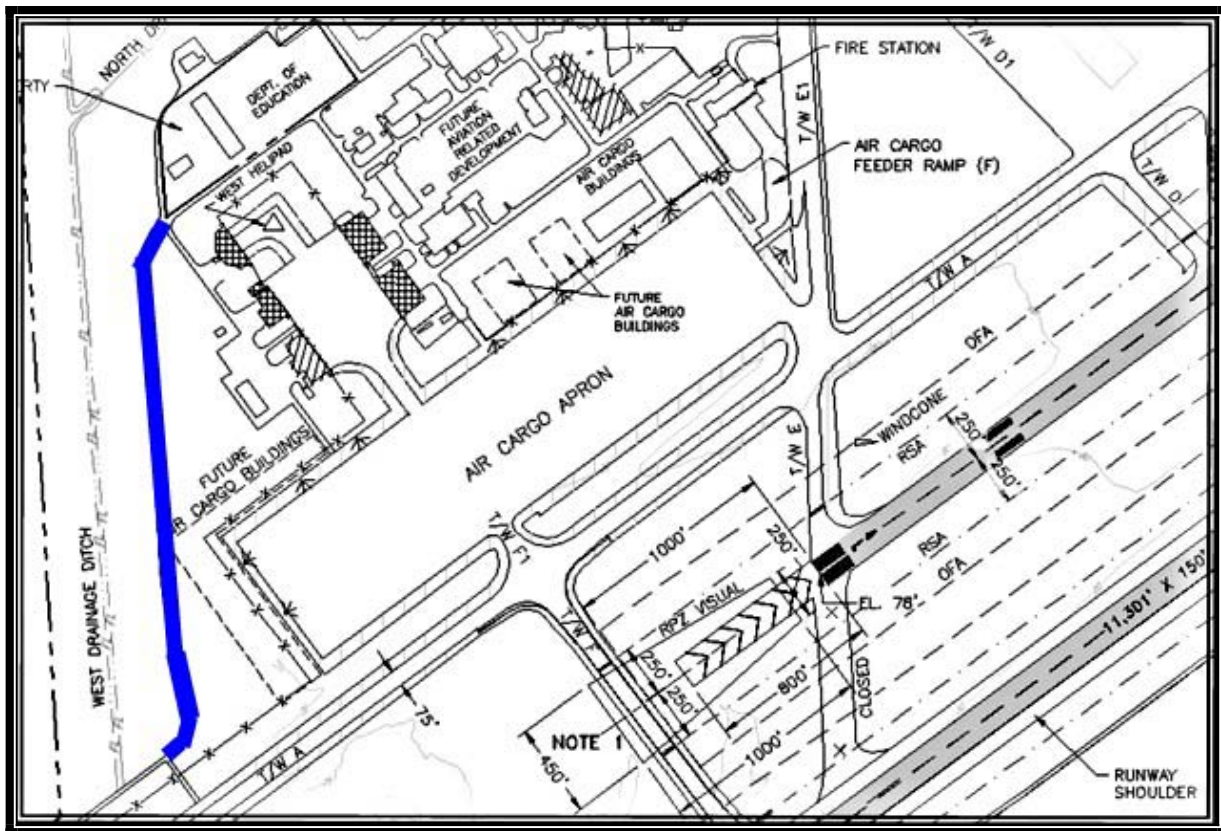 NORTH DR
RTY
DEPT. OF
EDUCATION
FIRE STATION
T/W D1
T/W E1
FUTURE
AVIATION
RELATED
DEVELOPMENT
WEST HELIPAD
AIR CARGO
BUILDINGS
AIR CARGO
FEEDER RAMP (F)
T/W D
T/W A
FUTURE
AIR CARGO
BUILDINGS
OFA
WINDCONE
RSA
250'
250'
AIR CARGO APRON
T/W E
FUTURE
R CARGO BUILDINGS
WEST DRAINAGE DITCH
T/W F1
1000'
250'
RSA
OFA
RPZ VISUAL
EL. 78'
11,301' X 150'
T/W F
250'
250'
800'
1000'
CLOSED
75'
NOTE 1
450'
T/W A
RUNWAY
SHOULDER